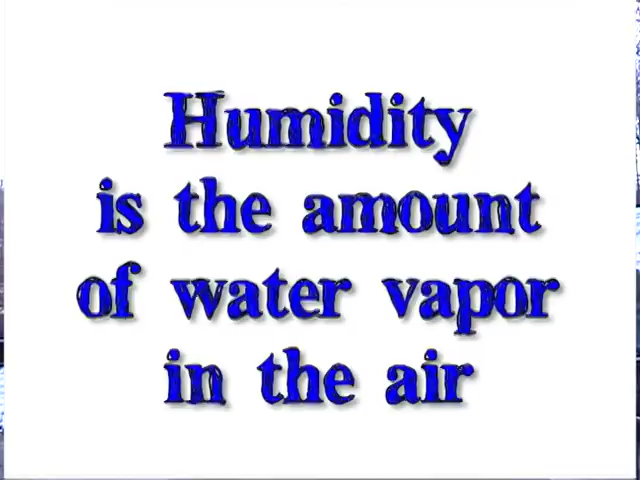 Humidity
is the amount
of water vapor
in the air